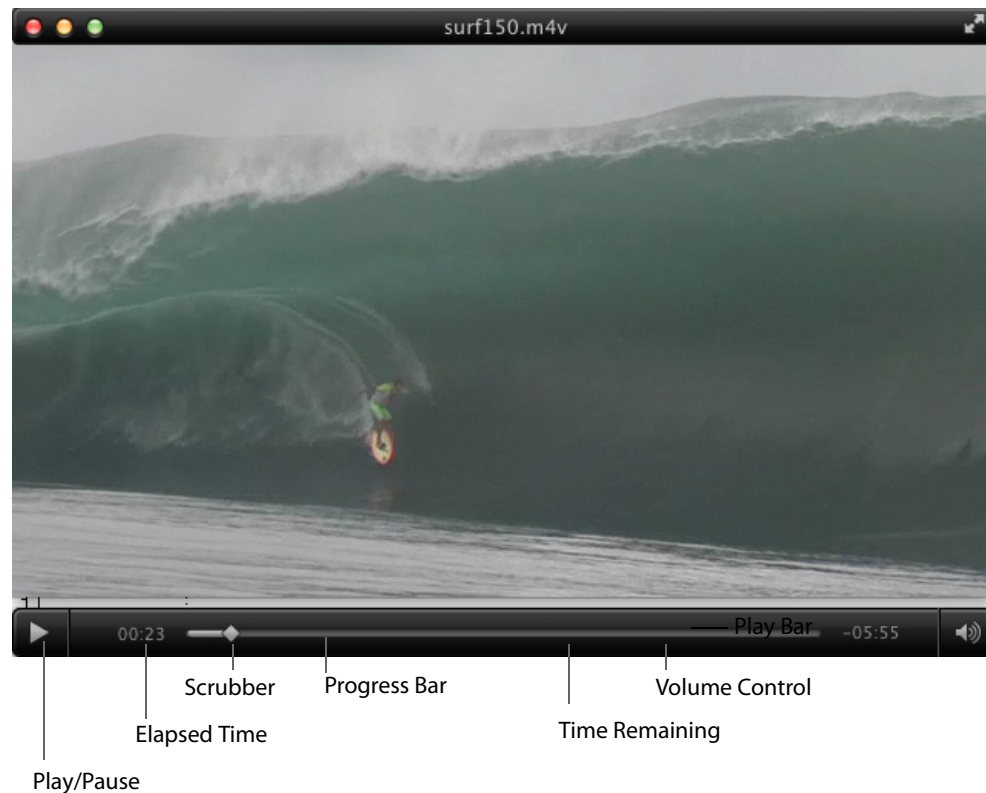 surf150.m4v
00:23
Play Bar
-05:55
Scrubber
Progress Bar
Volume Control
Elapsed Time
Time Remaining
Play/Pause